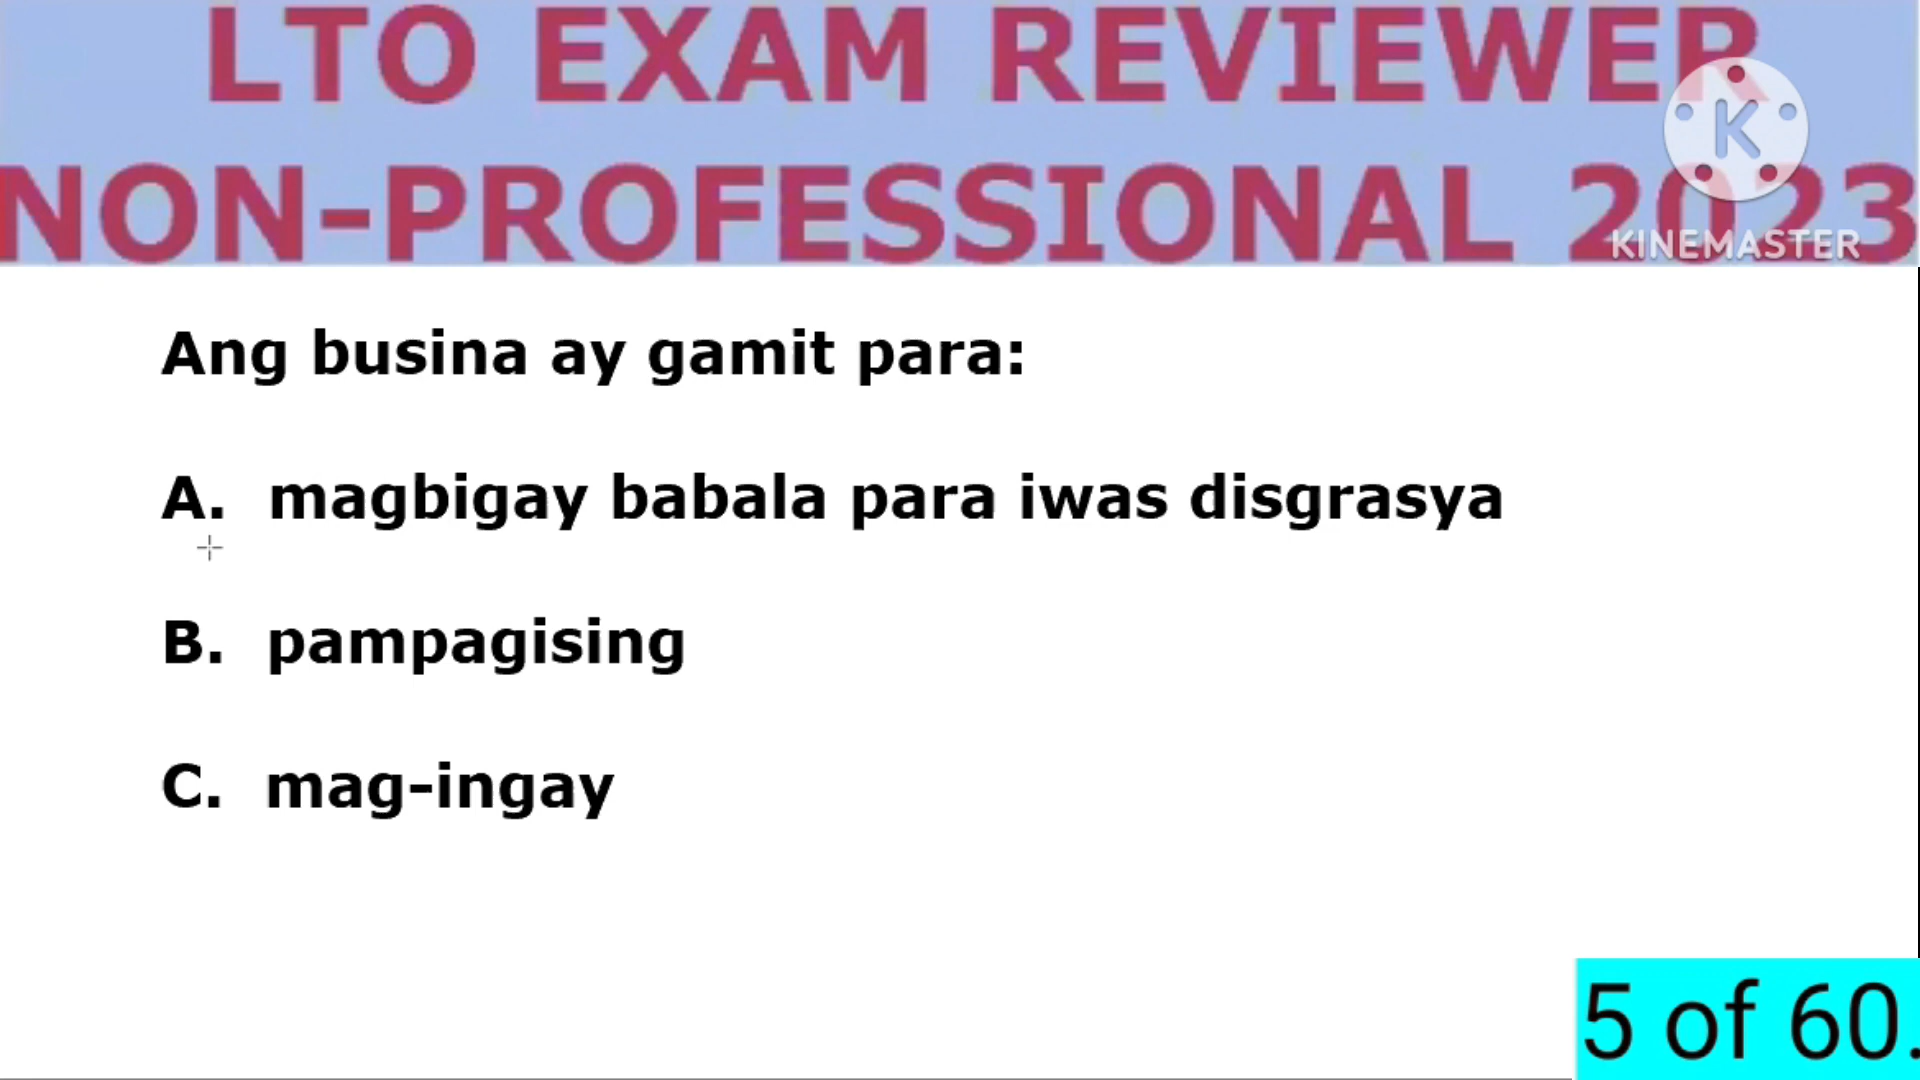 LTO EXAM REVIEWER
NON-PROFESSIONAL 2023
K
KINEMASTER
Ang busina ay gamit para:
A. magbigay babala para iwas disgrasya
B. pampagising
C. mag-ingay
5 of 60.